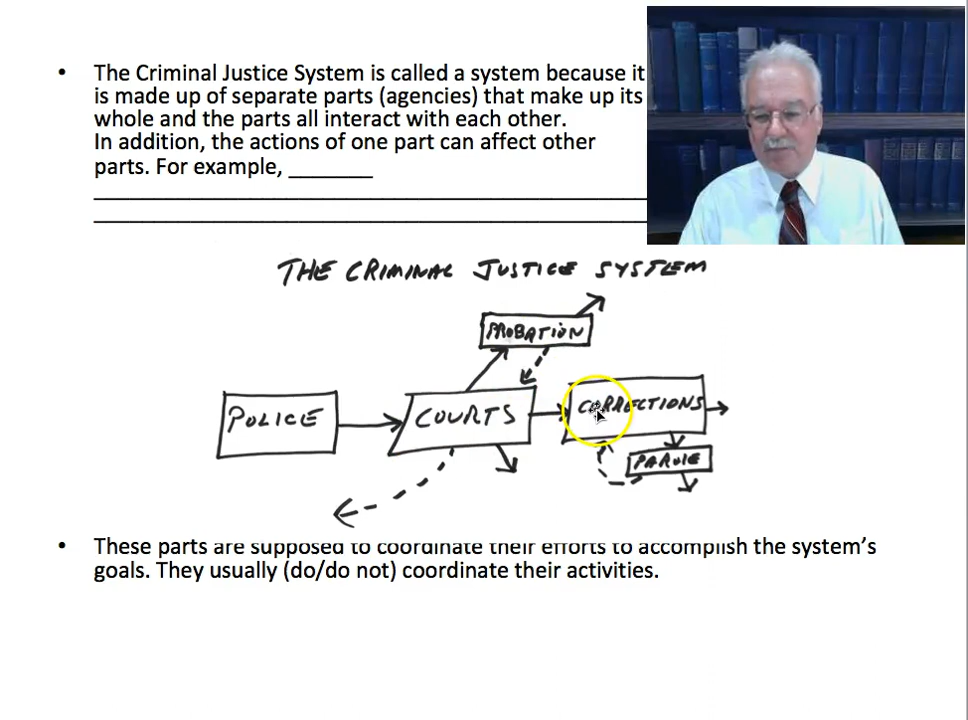 • The Criminal Justice System is called a system because it
is made up of separate parts (agencies) that make up its
whole and the parts all interact with each other.
In addition, the actions of one part can affect other
parts. For example, _______
THE CRIMINAL JUSTICE SYSTEM
PROBATION
POLICE
COURTS
CORRECTIONS
PAROLE
• These parts are supposed to coordinate their efforts to accomplish the system's
goals. They usually (do/do not) coordinate their activities.